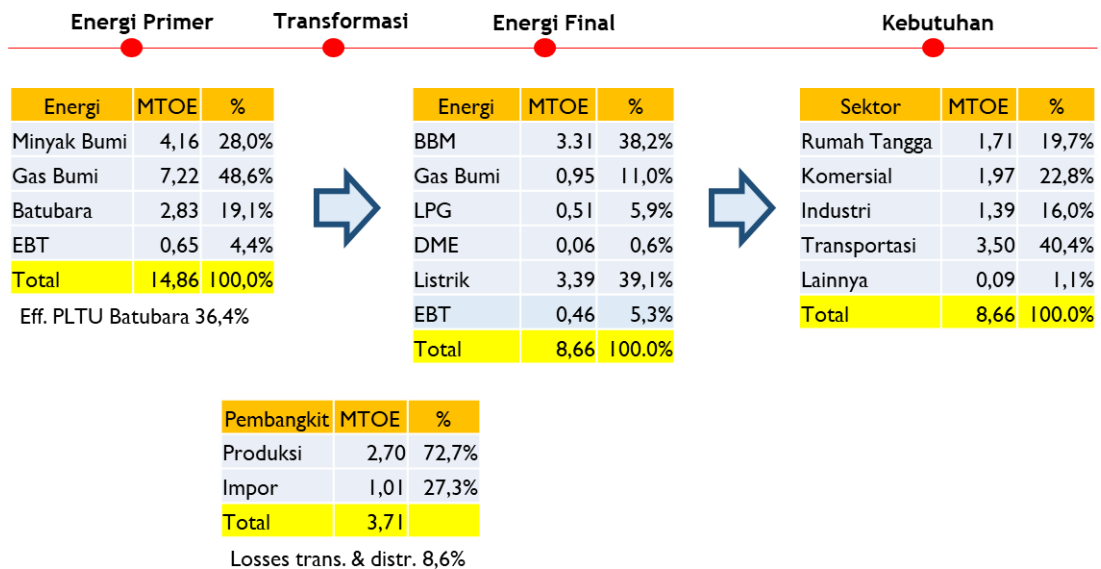 Energi Primer Transformasi Energi Final Kebutuhan
Energi MTOE %
Minyak Bumi 4,16 28,0%
Gas Bumi 7,22 48,6%
Batubara 2,83 19,1%
EBT 0,65 4,4%
Total 14,86 100,0%
Eff. PLTU Batubara 36,4%
Energi MTOE %
BBM 3.31 38,2%
Gas Bumi 0,95 11,0%
LPG 0,51 5,9%
DME 0,06 0,6%
Listrik 3,39 39,1%
EBT 0,46 5,3%
Total 8,66 100.0%
Sektor MTOE %
Rumah Tangga 1,71 19,7%
Komersial 1,97 22,8%
Industri 1,39 16,0%
Transportasi 3,50 40,4%
Lainnya 0,09 1,1%
Total 8,66 100.0%
Pembangkit MTOE %
Produksi 2,70 72,7%
Impor 1,01 27,3%
Total 3,71
Losses trans. & distr. 8,6%